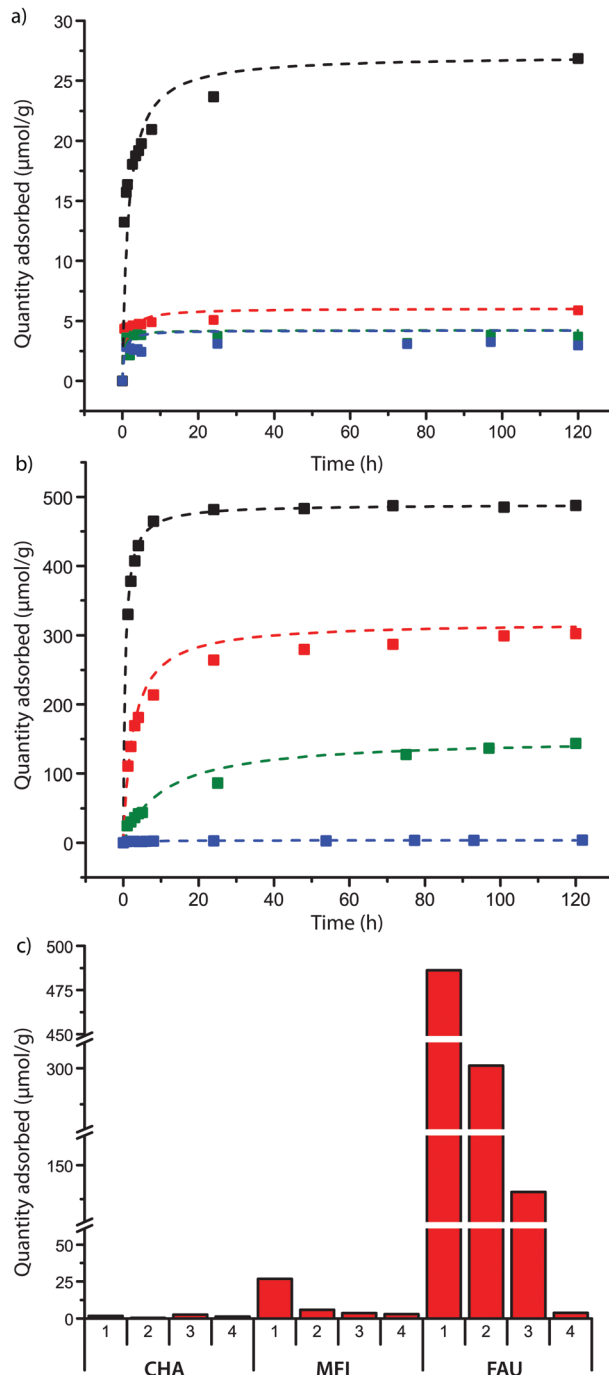 a)
Quantity adsorbed (µmol/g)
30
25
20
15
10
5
0
0 20 40 60 80 100 120
Time (h)
b)
Quantity adsorbed (µmol/g)
500
400
300
200
100
0
0 20 40 60 80 100 120
Time (h)
c)
Quantity adsorbed (µmol/g)
500
475
450
300
150
50
25
0
1 2 3 4 1 2 3 4 1 2 3 4
CHA MFI FAU